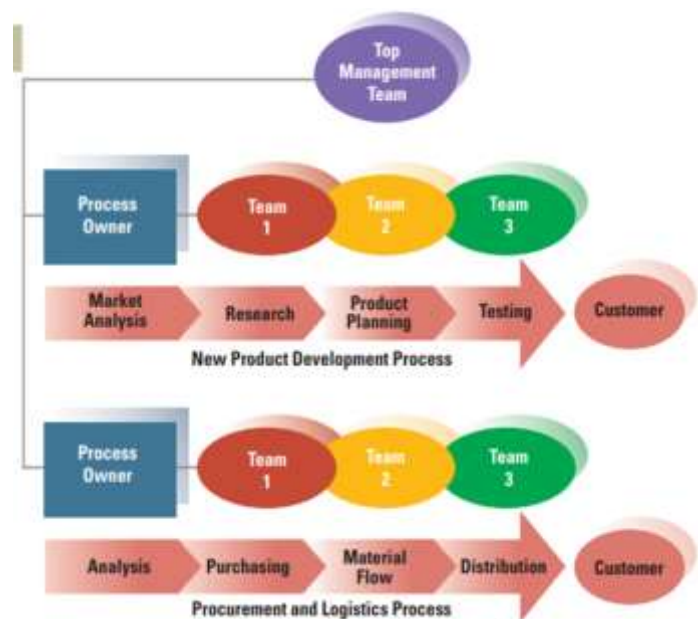 Top
Management
Team
Process
Owner
Team
1
Team
2
Team
3
Market
Analysis
Research
Product
Planning
Testing
Customer
New Product Development Process
Process
Owner
Team
1
Team
2
Team
3
Analysis
Purchasing
Material
Flow
Distribution
Customer
Procurement and Logistics Process